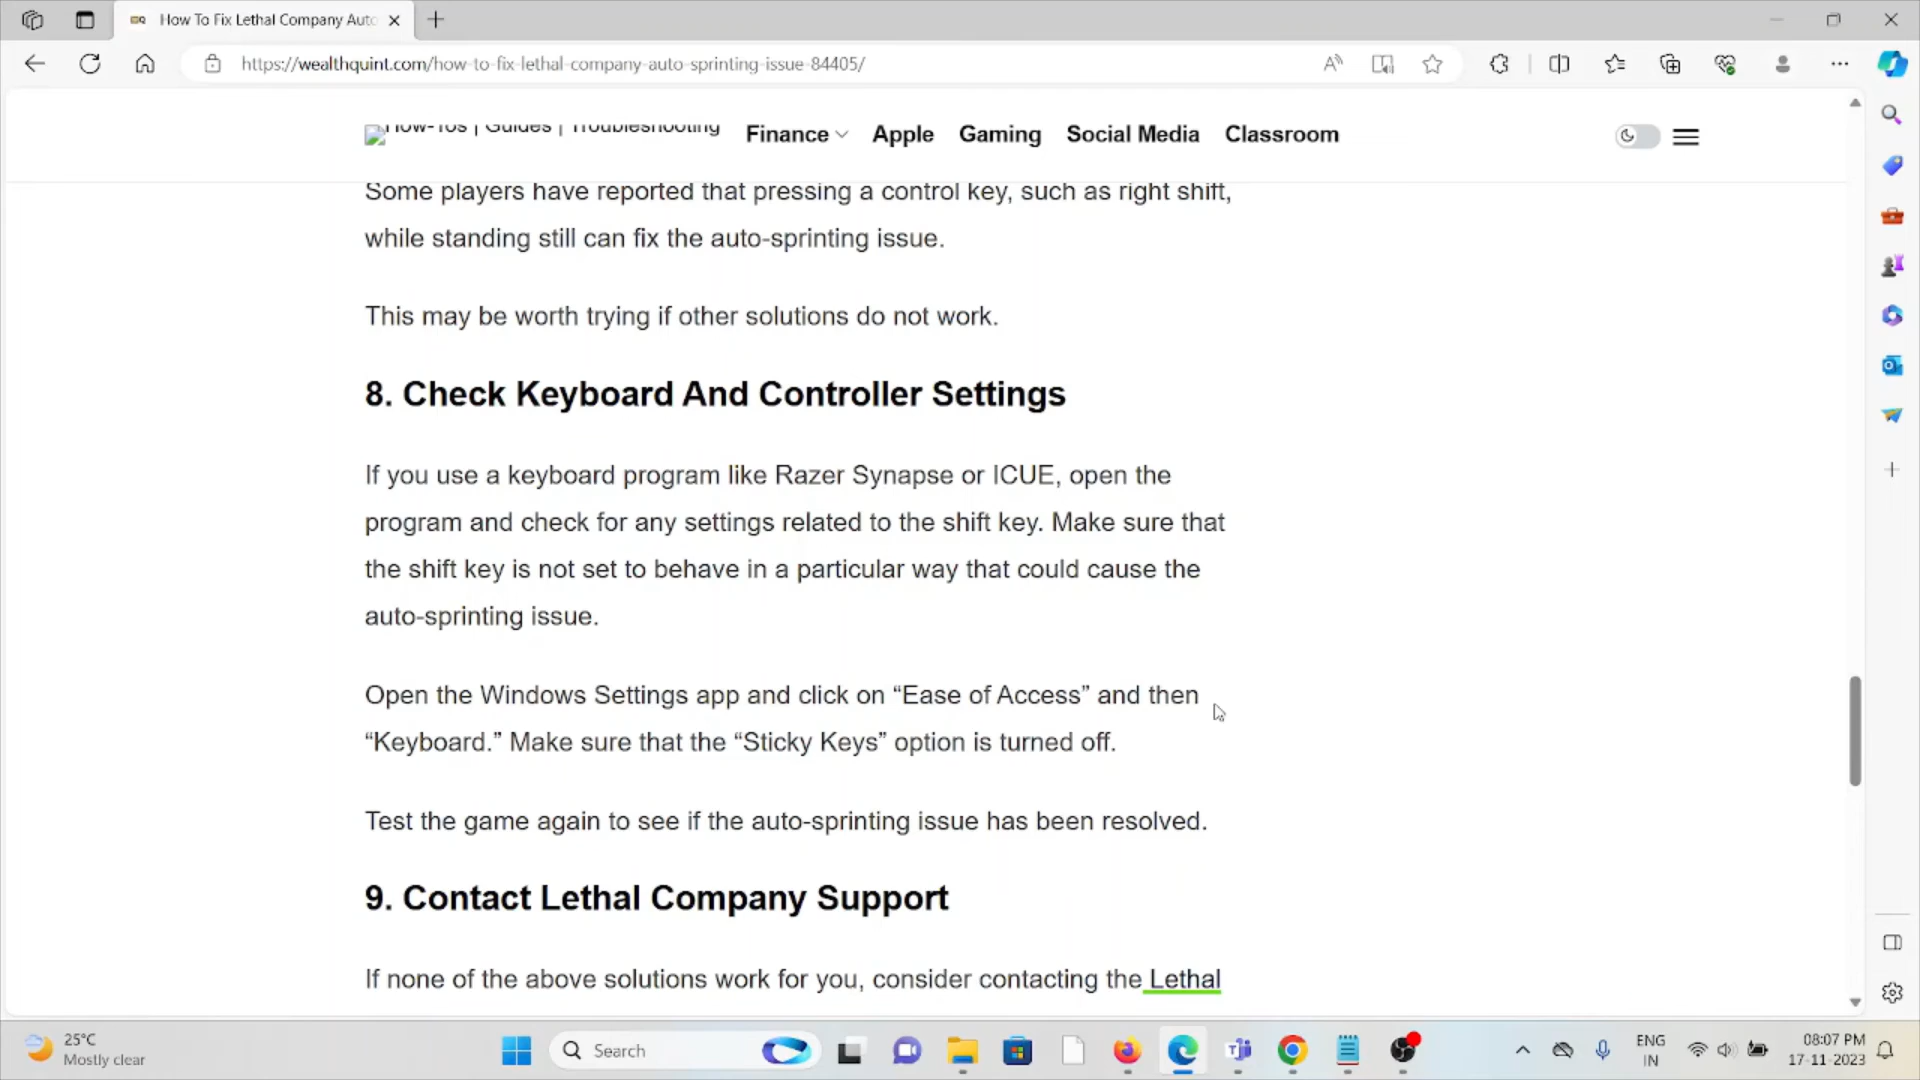 How To Fix Lethal Company Auto
https://wealthquint.com/how-to-fix-lethal-company-auto-sprinting-issue-84405/
How-Tos | Guides | Troubleshooting
Finance Apple Gaming Social Media Classroom
Some players have reported that pressing a control key, such as right shift,
while standing still can fix the auto-sprinting issue.
This may be worth trying if other solutions do not work.
8. Check Keyboard And Controller Settings
If you use a keyboard program like Razer Synapse or ICUE, open the
program and check for any settings related to the shift key. Make sure that
the shift key is not set to behave in a particular way that could cause the
auto-sprinting issue.
Open the Windows Settings app and click on “Ease of Access” and then
“Keyboard.” Make sure that the “Sticky Keys” option is turned off.
Test the game again to see if the auto-sprinting issue has been resolved.
9. Contact Lethal Company Support
If none of the above solutions work for you, consider contacting the Lethal
25°C
Mostly clear
Search
ENG
IN
08:07 PM
17-11-2023